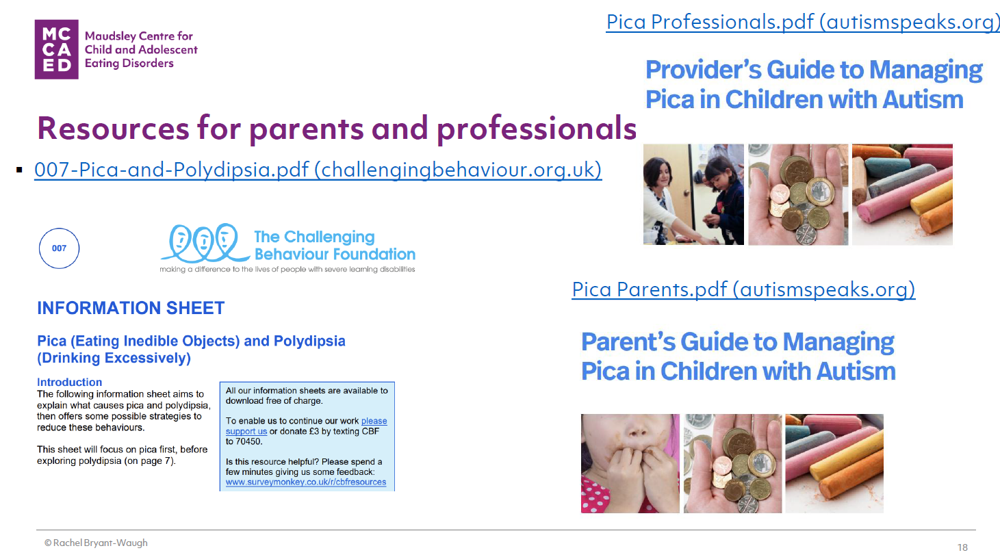 MC
CA
ED
Maudsley Centre for
Child and Adolescent
Eating Disorders
Resources for parents and professionals
▪ 007-Pica-and-Polydipsia.pdf (challengingbehaviour.org.uk)
007
The Challenging
Behaviour Foundation
making a difference to the lives of people with severe learning disabilities
INFORMATION SHEET
Pica (Eating Inedible Objects) and Polydipsia
(Drinking Excessively)
Introduction
The following information sheet aims to
explain what causes pica and polydipsia,
then offers some possible strategies to
reduce these behaviours.
This sheet will focus on pica first, before
exploring polydipsia (on page 7).
All our information sheets are available to
download free of charge.
To enable us to continue our work please
support us or donate £3 by texting CBF
to 70450.
Is this resource helpful? Please spend a
few minutes giving us some feedback:
www.surveymonkey.co.uk/r/cbfresources
Pica Professionals.pdf (autismspeaks.org)
Provider's Guide to Managing
Pica in Children with Autism
Pica Parents.pdf (autismspeaks.org)
Parent's Guide to Managing
Pica in Children with Autism
© Rachel Bryant-Waugh
18